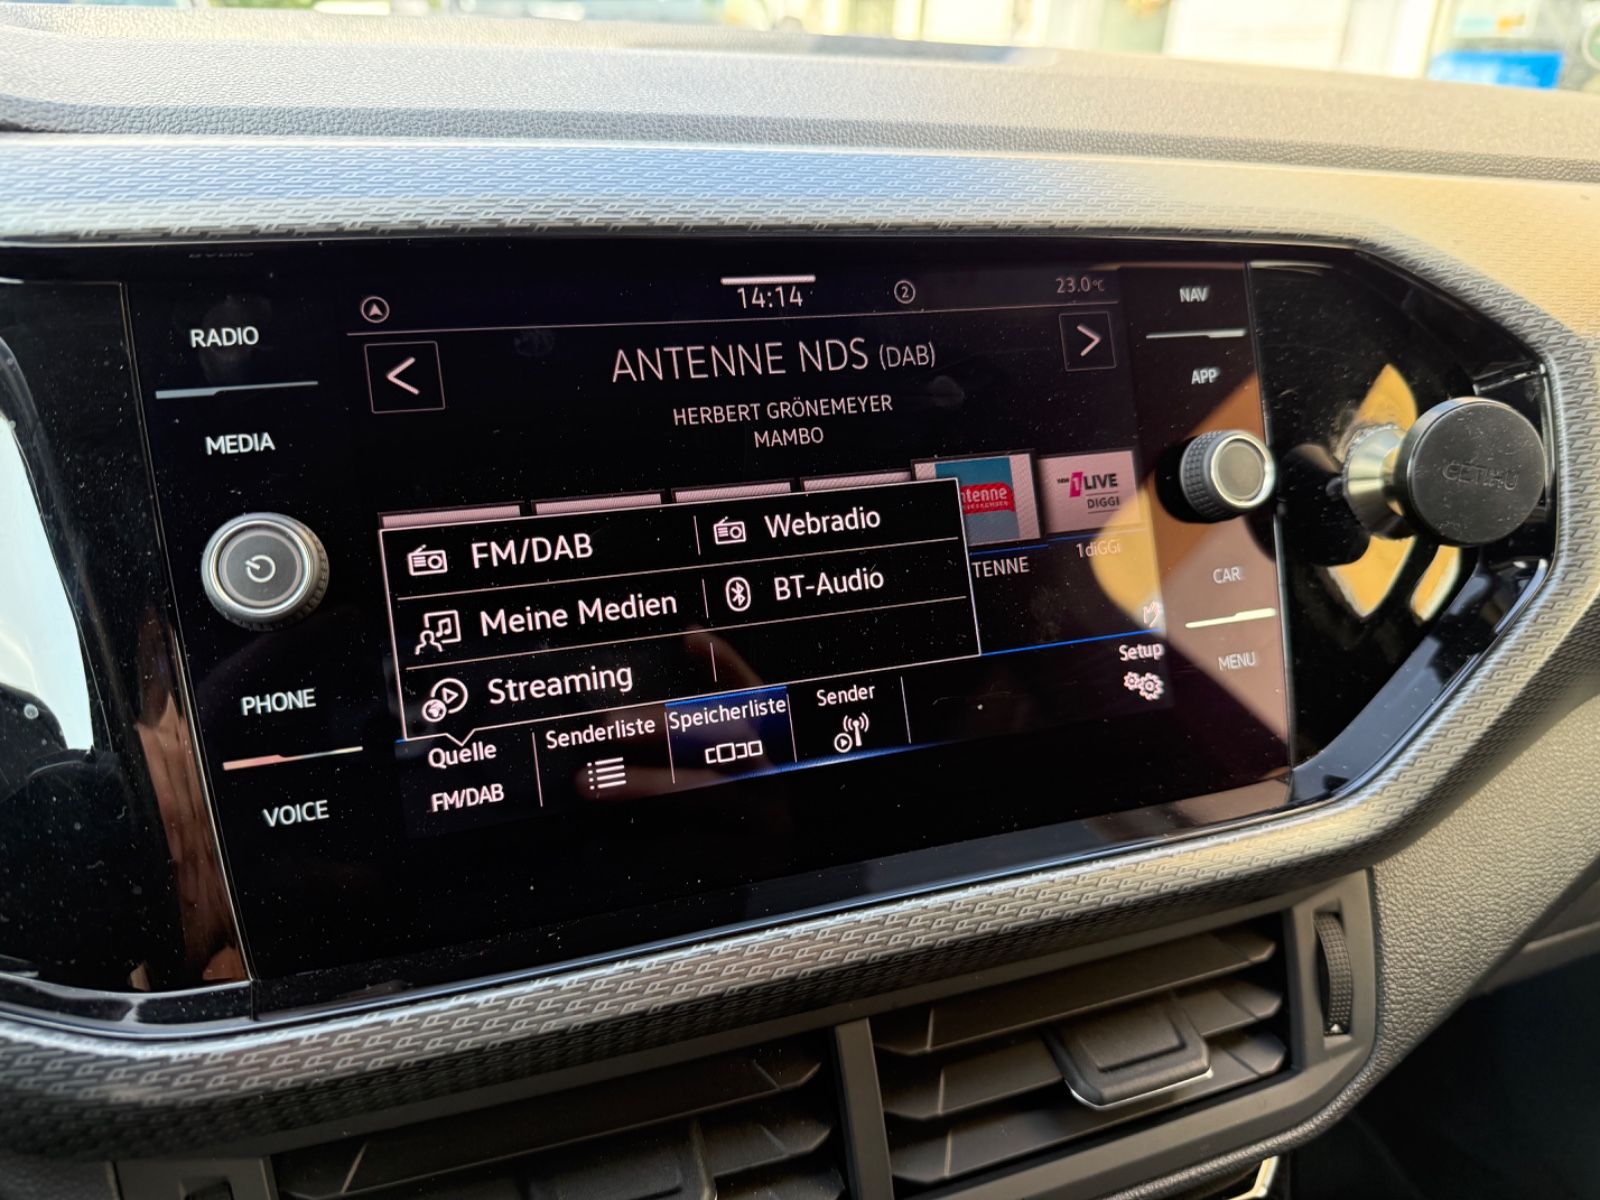 RADIO
MEDIA
PHONE
VOICE
14:14
2
23.0°C
ANTENNE NDS (DAB)
HERBERT GRÖNEMEYER
MAMBO
1LIVE
DIGGI
TENNE
1diGGi
FM/DAB
Webradio
Meine Medien
BT-Audio
Streaming
Quelle
FM/DAB
Senderliste
Speicherliste
Sender
Setup
NAV
APP
CAR
MENU